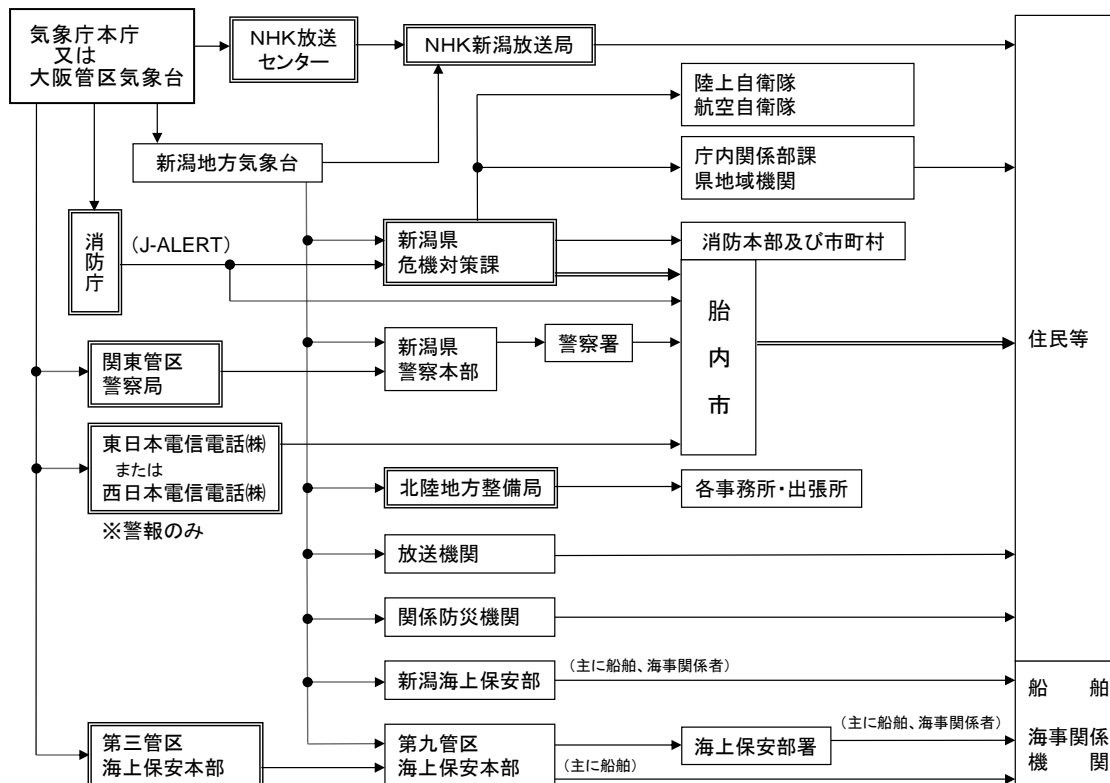 気象庁本庁
又は
大阪管区気象台
NHK放送
センター
NHK新潟放送局
陸上自衛隊
航空自衛隊
新潟地方気象台
庁内関係部課
県地域機関
消防庁
(J-ALERT)
新潟県
危機対策課
消防本部及び市町村
胎内市
住民等
関東管区
警察局
新潟県
警察本部
警察署
東日本電信電話㈱
または
西日本電信電話㈱
※警報のみ
北陸地方整備局
各事務所・出張所
放送機関
関係防災機関
新潟海上保安部
(主に船舶、海事関係者)
船　舶
海事関係
機　関
第三管区
海上保安本部
第九管区
海上保安本部
(主に船舶)
海上保安部署
(主に船舶、海事関係者)